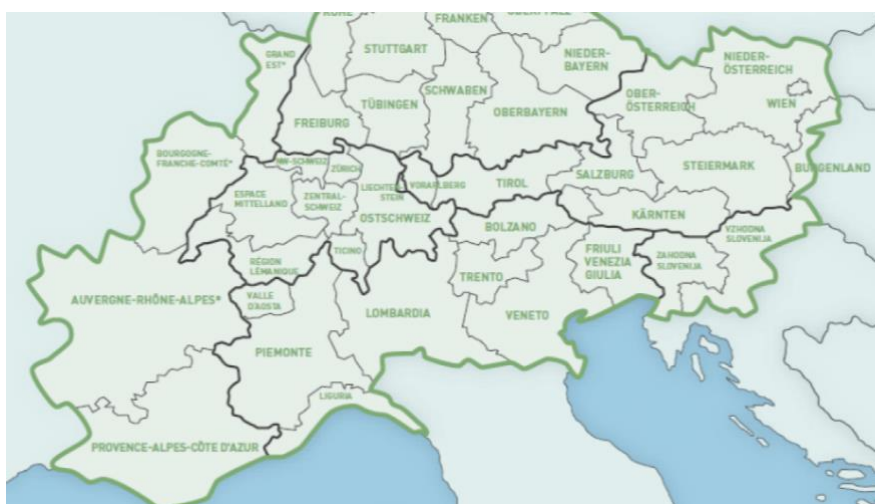 FRANKEN
STUTTGART
NIEDER-
BAYERN
NIEDER-
ÖSTERREICH
GRAND
EST*
SCHWABEN
TÜBINGEN
OBERBAYERN
OBER-
ÖSTERREICH
WIEN
FREIBURG
BOURGOGNE-
FRANCHE-COMTÉ*
NW-SCHWEIZ
ZÜRICH
LIECHTEN-
STEIN
VORARLBERG
TIROL
SALZBURG
STEIERMARK
BURGENLAND
ESPACE
MITTELLAND
ZENTRAL-
SCHWEIZ
OSTSCHWEIZ
BOLZANO
KÄRNTEN
VZHODNA
SLOVENIJA
TICINO
RÉGION
LÉMANIQUE
TRENTO
FRIULI
VENEZIA
GIULIA
ZAHODNA
SLOVENIJA
AUVERGNE-RHÔNE-ALPES*
VALLE
D'AOSTA
LOMBARDIA
VENETO
PIEMONTE
LIGURIA
PROVENCE-ALPES-CÔTE D'AZUR